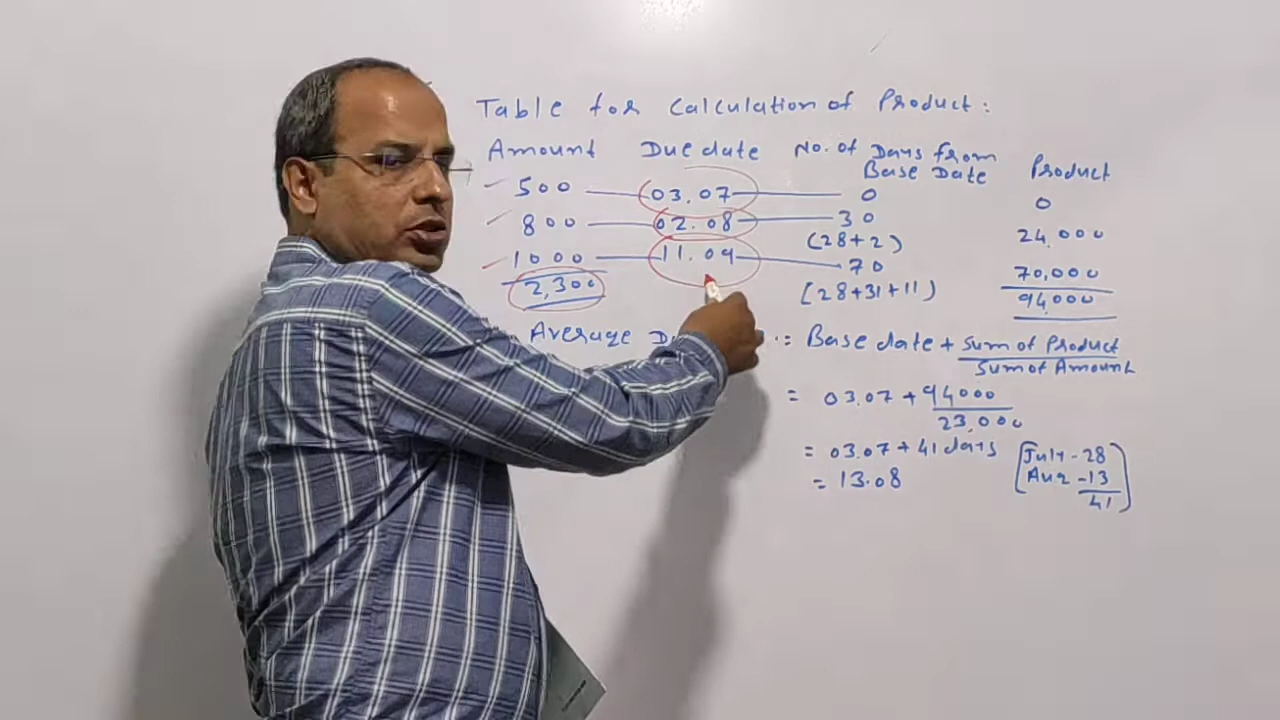 Table for Calculation of Product:
Amount Due date No. of Days from Base Date Product
500 03.07 0 0
800 02.08 30 24,000
(28+2)
1000 11.09 70 70,000
2,300 (28+31+11) 94,000
Average := Base date + Sum of Product / Sum of Amount
= 03.07 + 94000 / 23,000
= 03.07 + 41 days [July - 28
= 13.08 Aug - 13
41]